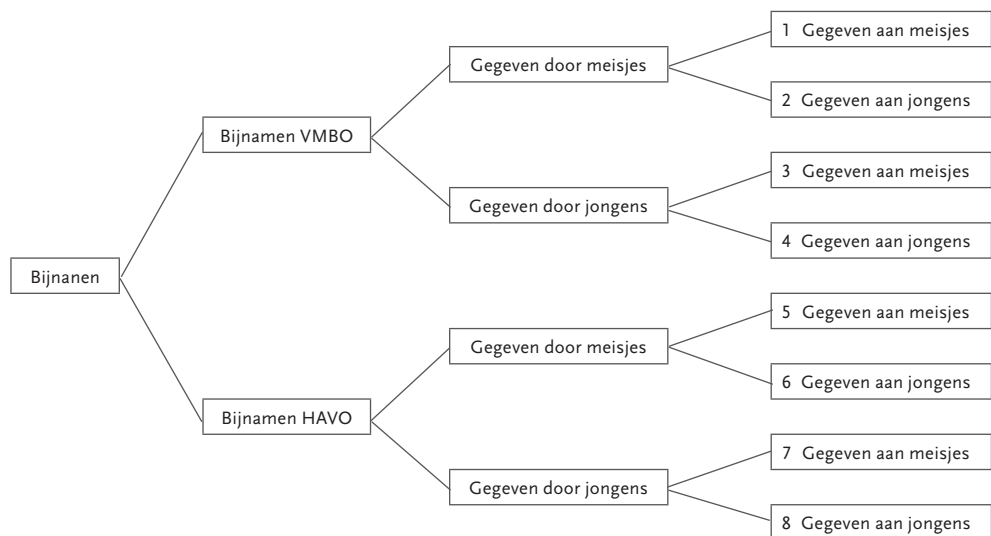 Bijnanen
Bijnamen VMBO
Gegeven door meisjes
1 Gegeven aan meisjes
2 Gegeven aan jongens
Gegeven door jongens
3 Gegeven aan meisjes
4 Gegeven aan jongens
Bijnamen HAVO
Gegeven door meisjes
5 Gegeven aan meisjes
6 Gegeven aan jongens
Gegeven door jongens
7 Gegeven aan meisjes
8 Gegeven aan jongens